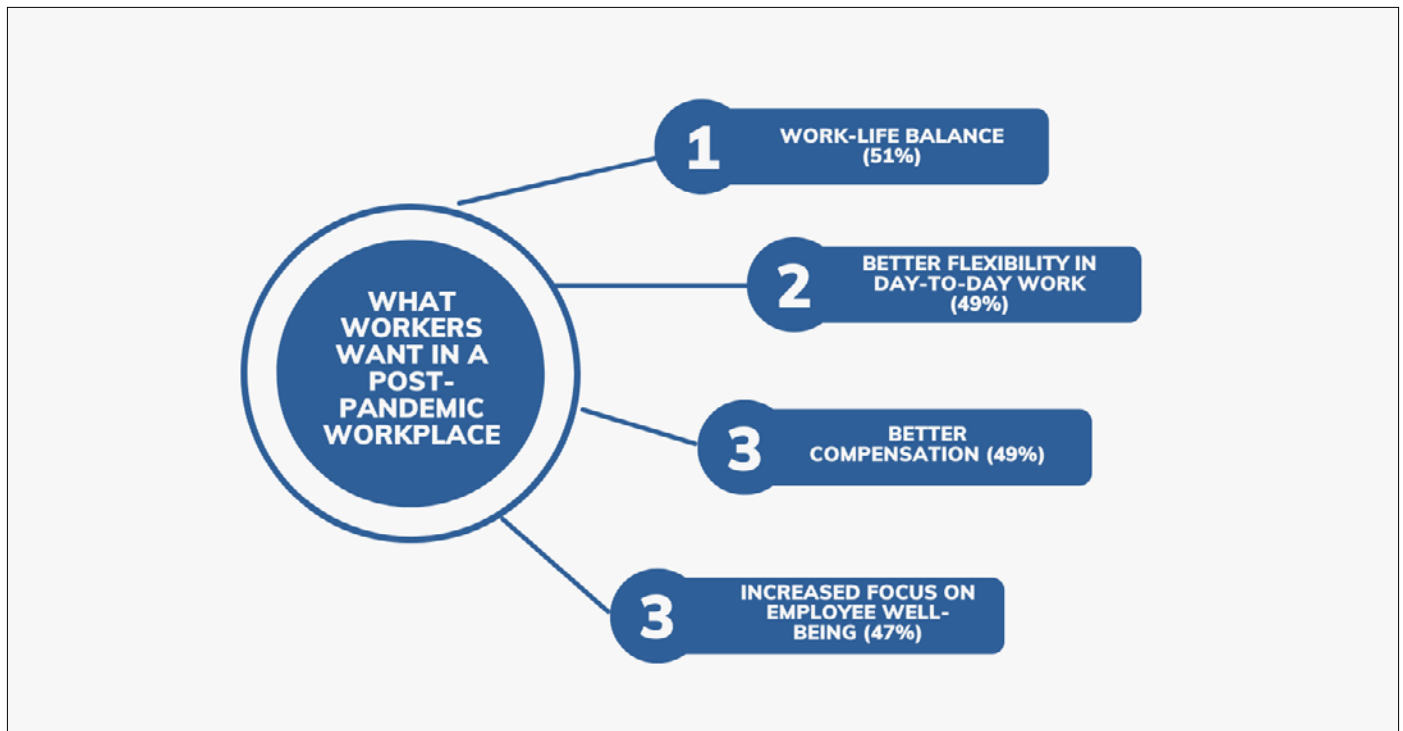 WHAT
WORKERS
WANT IN A
POST-
PANDEMIC
WORKPLACE
1
WORK-LIFE BALANCE
(51%)
2
BETTER FLEXIBILITY IN
DAY-TO-DAY WORK
(49%)
3
BETTER
COMPENSATION (49%)
3
INCREASED FOCUS ON
EMPLOYEE WELL-
BEING (47%)